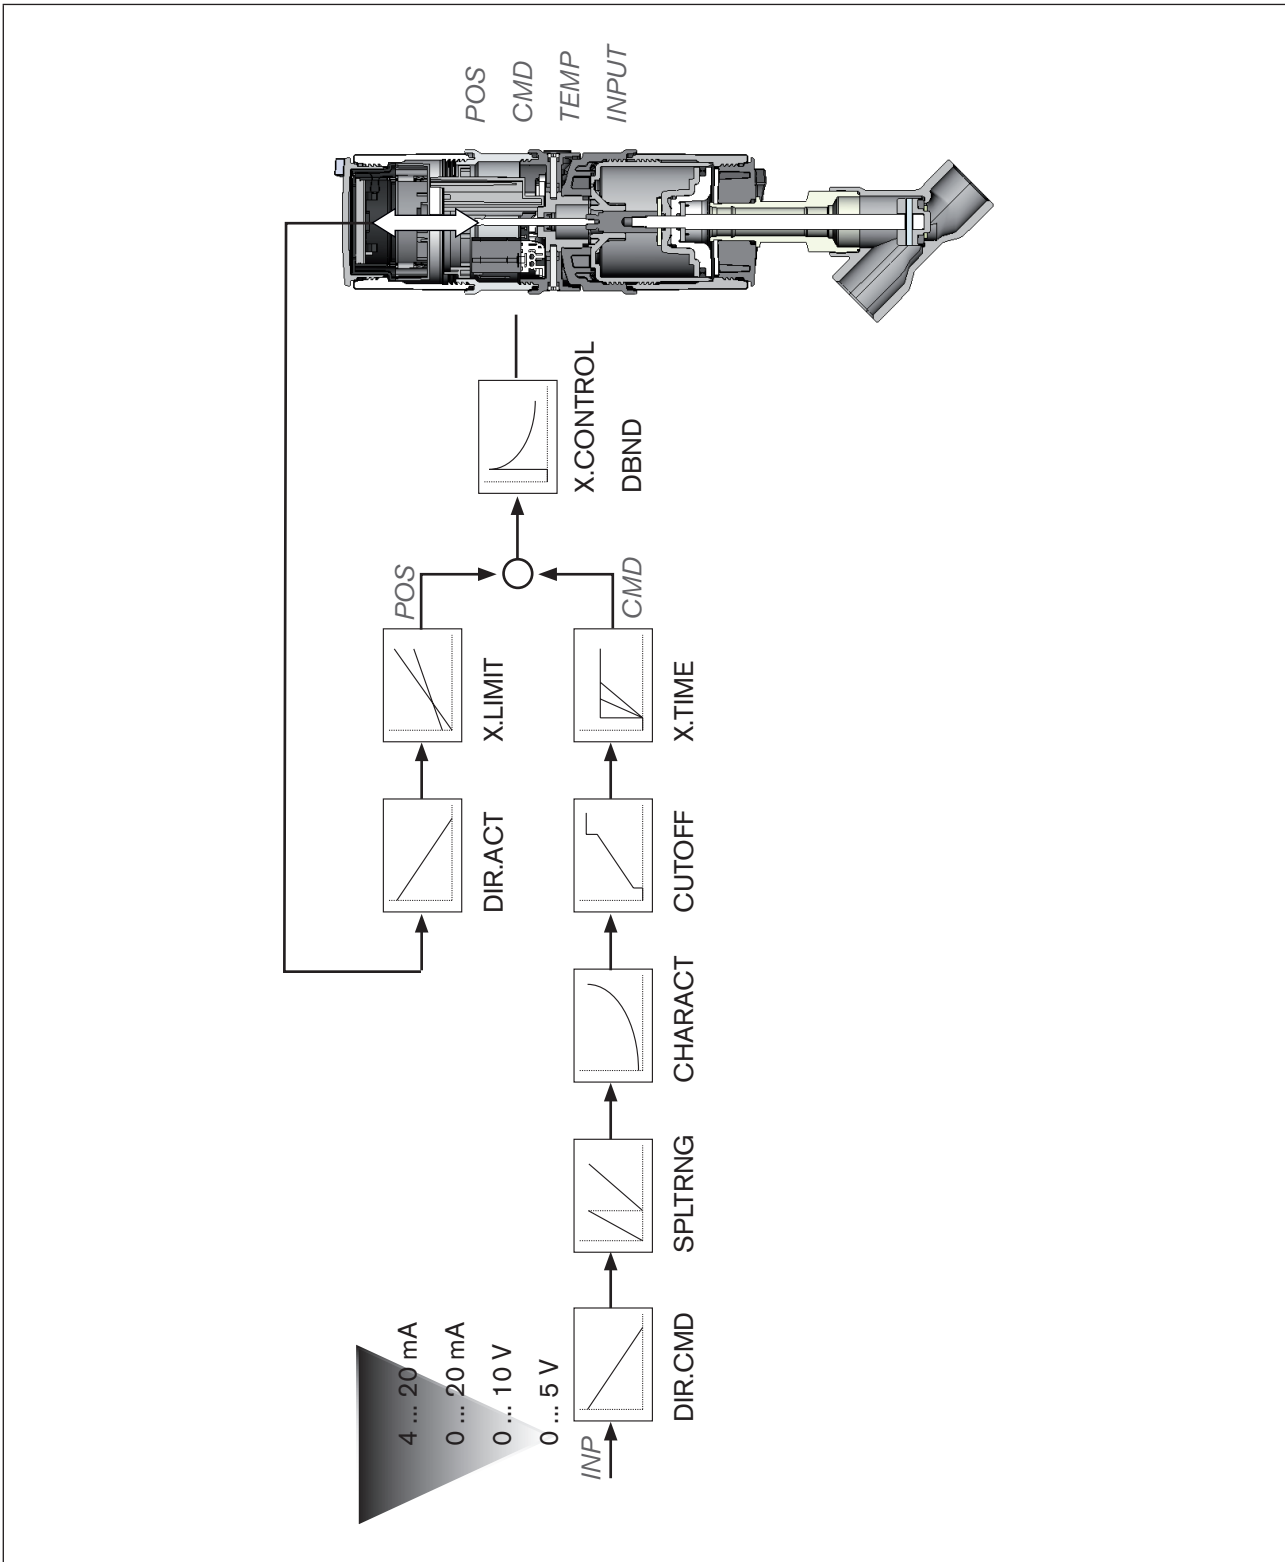 4 ... 20 mA
0 ... 20 mA
0 ... 10 V
0 ... 5 V
INP
DIR.CMD
SPLTRNG
CHARACT
CUTOFF
X.TIME
CMD
DIR.ACT
X.LIMIT
POS
X.CONTROL
DBND
POS
CMD
TEMP
INPUT